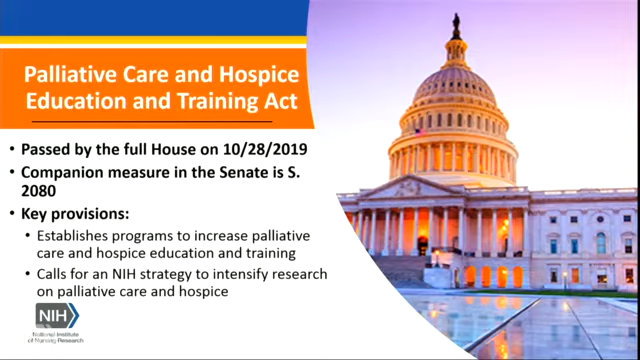 Palliative Care and Hospice
Education and Training Act
• Passed by the full House on 10/28/2019
• Companion measure in the Senate is S.
2080
• Key provisions:
• Establishes programs to increase palliative
care and hospice education and training
• Calls for an NIH strategy to intensify research
on palliative care and hospice
NIH
National Institute
of Nursing Research